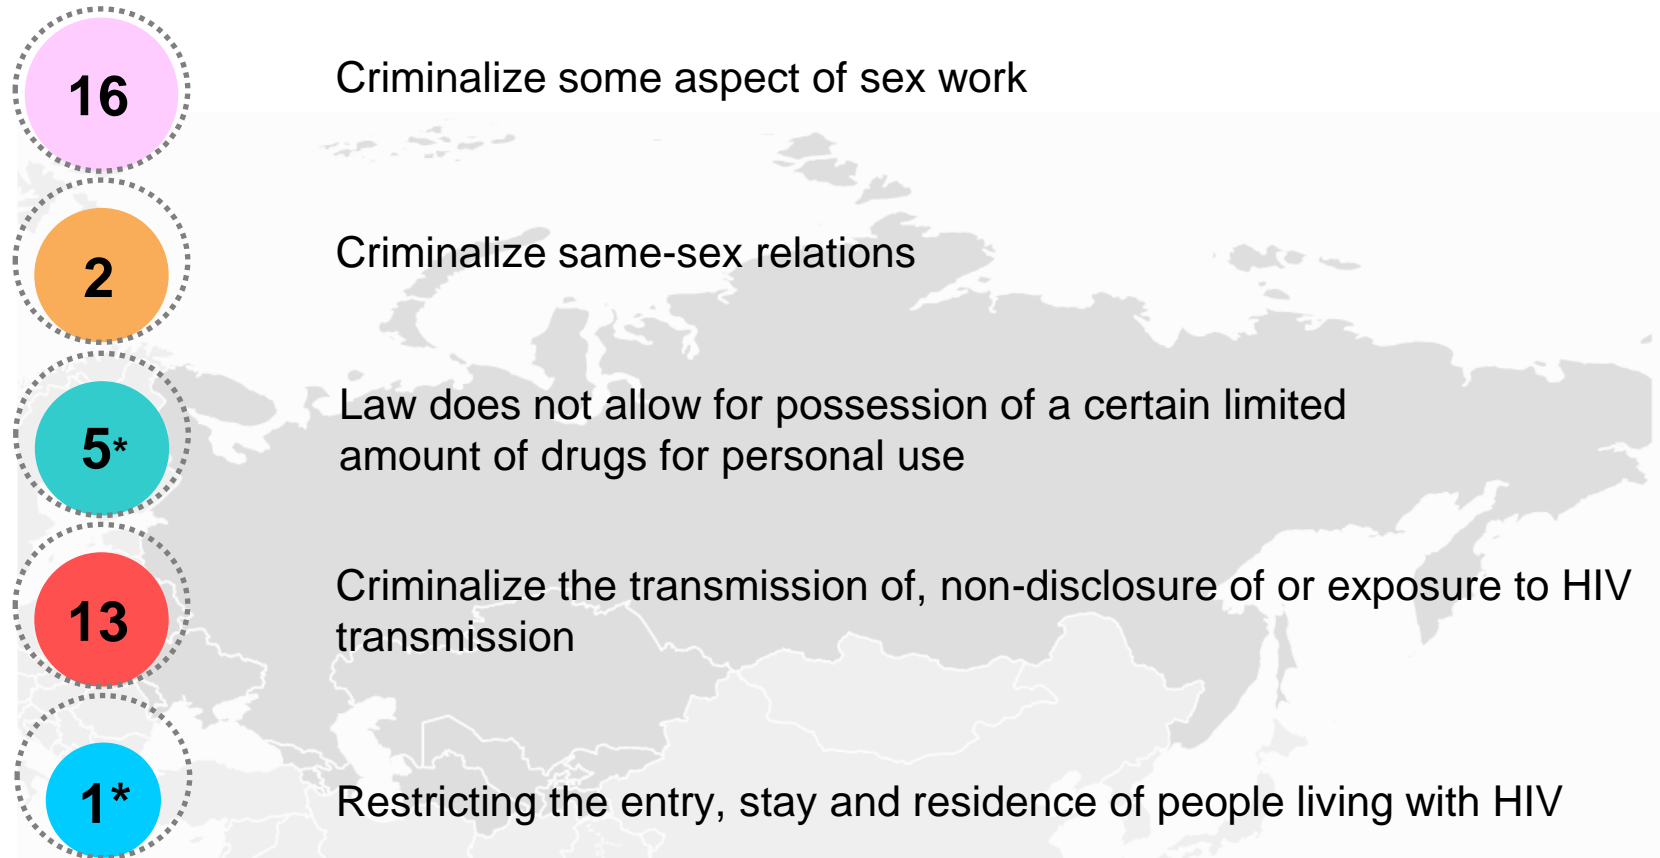 16
Criminalize some aspect of sex work
2
Criminalize same-sex relations
5*
Law does not allow for possession of a certain limited
amount of drugs for personal use
13
Criminalize the transmission of, non-disclosure of or exposure to HIV
transmission
1*
Restricting the entry, stay and residence of people living with HIV